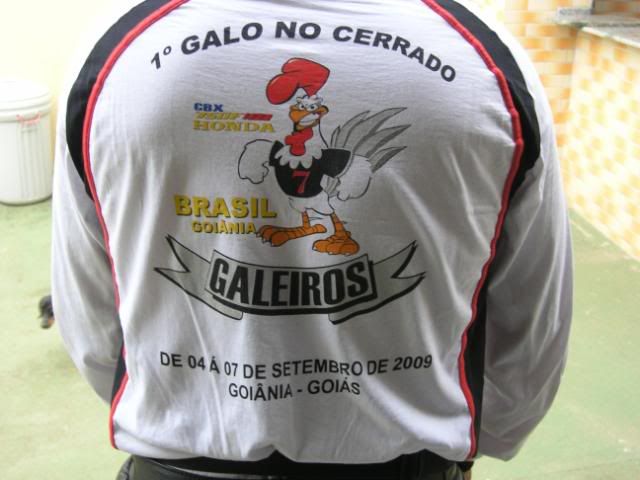 1º GALO NO CERRADO
CBX
750F
HONDA
7
BRASIL
GOIÂNIA
GALEIROS
DE 04 Á 07 DE SETEMBRO DE 2009
GOIÂNIA - GOIÁS